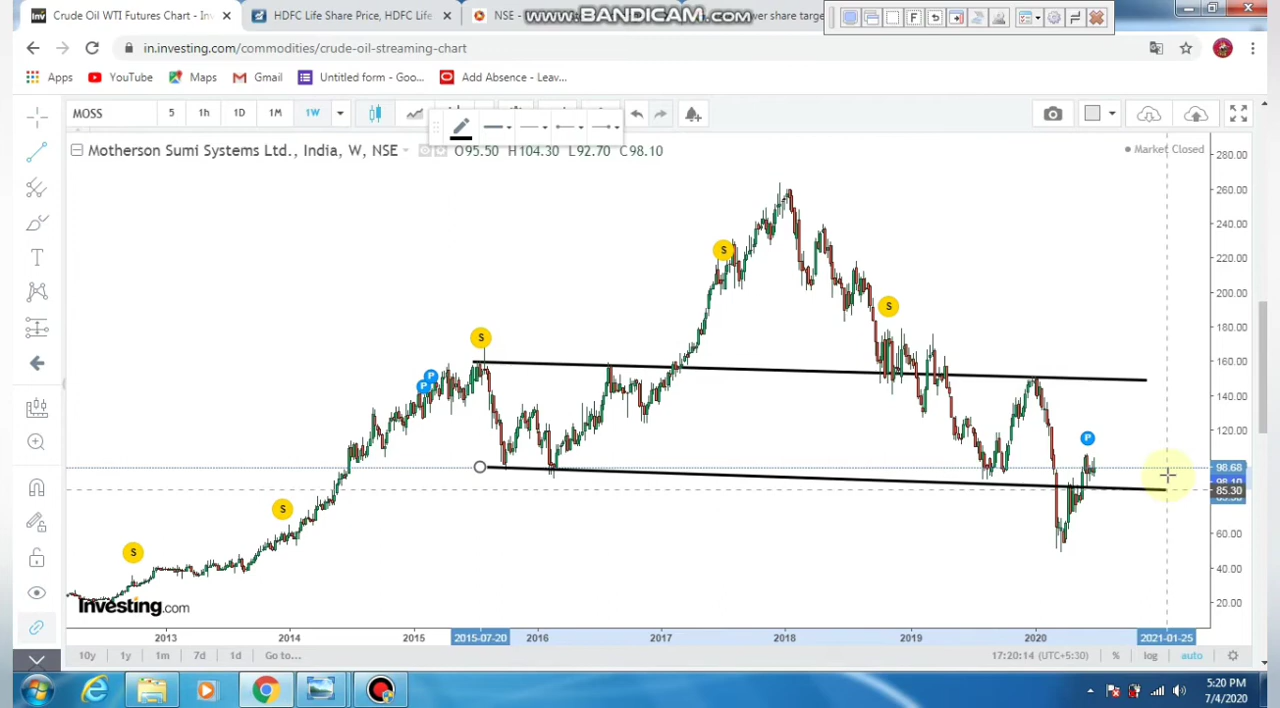 Crude Oil WTI Futures Chart - Inv
HDFC Life Share Price, HDFC Life
NSE -
www.BANDICAM.com
wer share targe
in.investing.com/commodities/crude-oil-streaming-chart
Apps
YouTube
Maps
Gmail
Untitled form - Goo...
Add Absence - Leav...
MOSS
5
1h
1D
1M
1W
Motherson Sumi Systems Ltd., India, W, NSE
O95.50 H104.30 L92.70 C98.10
Market Closed
280.00
260.00
240.00
220.00
200.00
180.00
160.00
140.00
120.00
98.68
98.10
85.30
60.00
40.00
20.00
S
S
S
S
S
P
P
P
T
F
Investing.com
2013
2014
2015
2015-07-20
2016
2017
2018
2019
2020
2021-01-25
10y
1y
1m
7d
1d
Go to...
17:20:14 (UTC+5:30)
%
log
auto
5:20 PM
7/4/2020